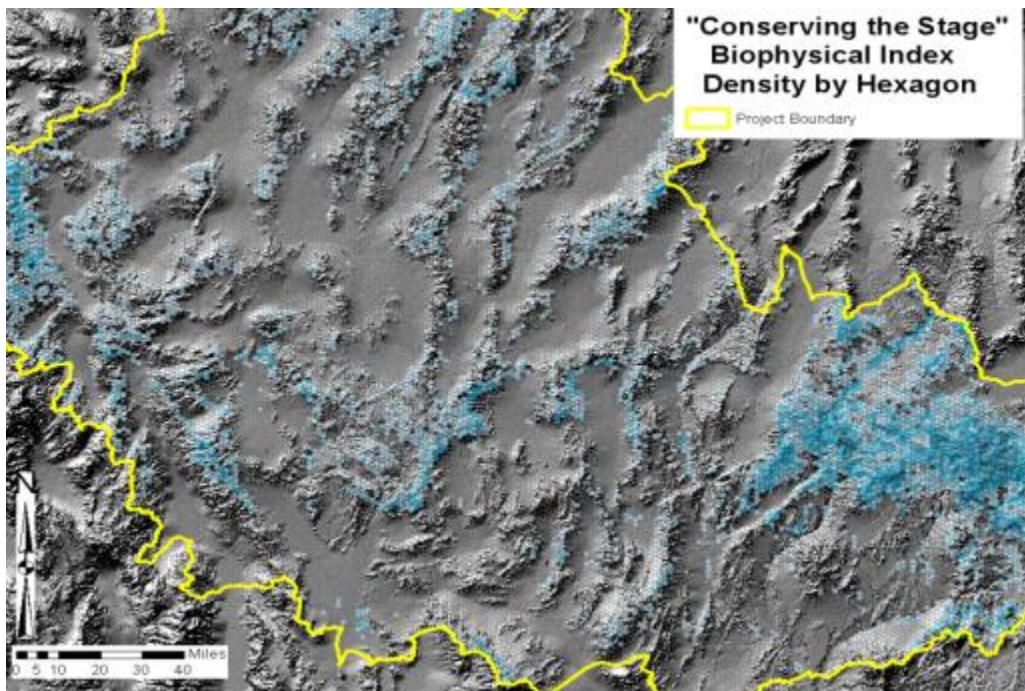 "Conserving the Stage"
Biophysical Index
Density by Hexagon
Project Boundary
N
Miles
0 5 10 20 30 40